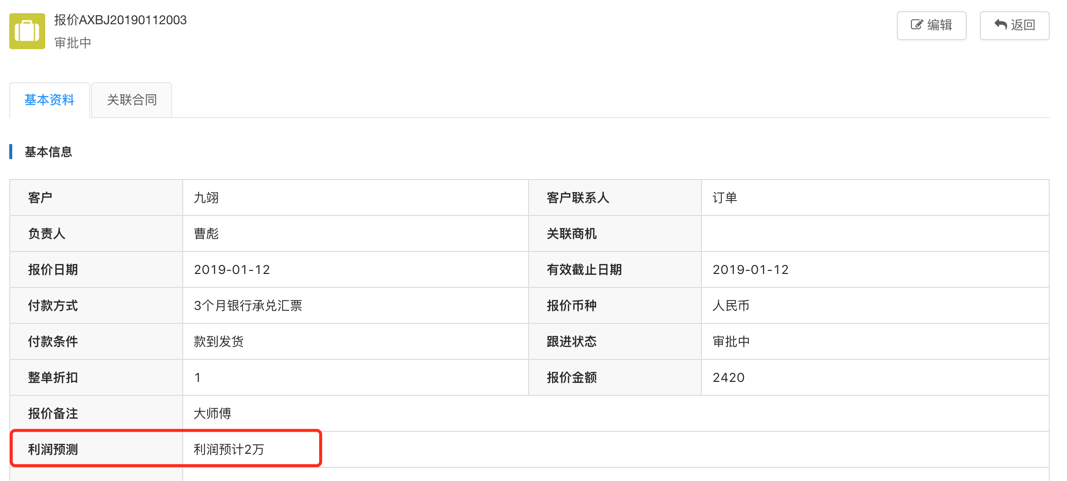 报价AXBJ20190112003
审批中
编辑
返回
基本资料
关联合同
基本信息
客户 九翊 客户联系人 订单
负责人 曹彪 关联商机
报价日期 2019-01-12 有效截止日期 2019-01-12
付款方式 3个月银行承兑汇票 报价币种 人民币
付款条件 款到发货 跟进状态 审批中
整单折扣 1 报价金额 2420
报价备注 大师傅
利润预测 利润预计2万